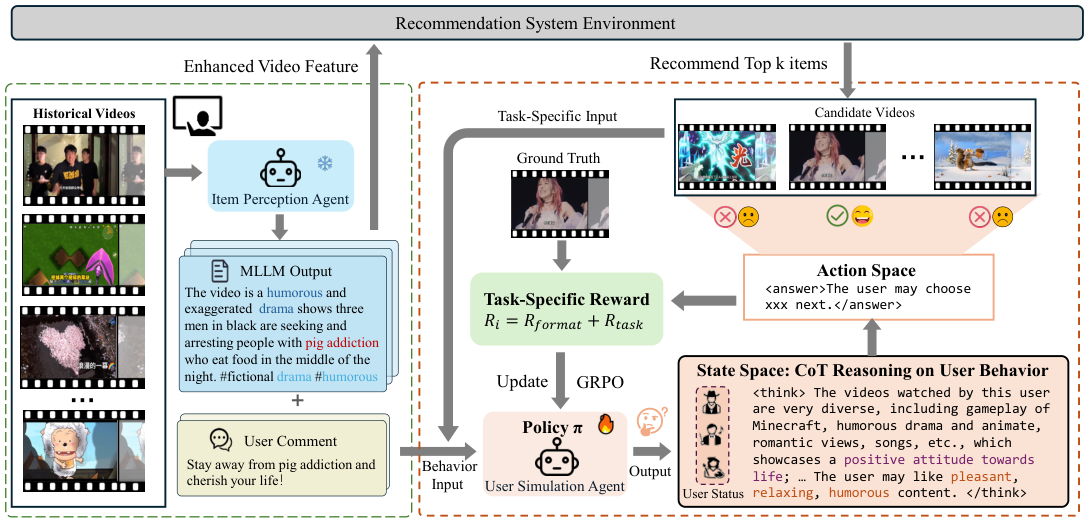 Recommendation System Environment
Enhanced Video Feature
Recommend Top k items
Historical Videos
Item Perception Agent
MLLM Output
The video is a humorous and
exaggerated drama shows three
men in black are seeking and
arresting people with pig addiction
who eat food in the middle of the
night. #fictional drama #humorous
+
User Comment
Stay away from pig addiction and
cherish your life!
浪漫的一幕
...
Task-Specific Input
Ground Truth
Candidate Videos
光
...
Action Space
<answer>The user may choose
xxx next.</answer>
Task-Specific Reward
R_i = R_format + R_task
Update
GRPO
Behavior
Input
Policy π
User Simulation Agent
Output
State Space: CoT Reasoning on User Behavior
User Status
<think> The videos watched by this user
are very diverse, including gameplay of
Minecraft, humorous drama and animate,
romantic views, songs, etc., which
showcases a positive attitude towards
life; … The user may like pleasant,
relaxing, humorous content. </think>